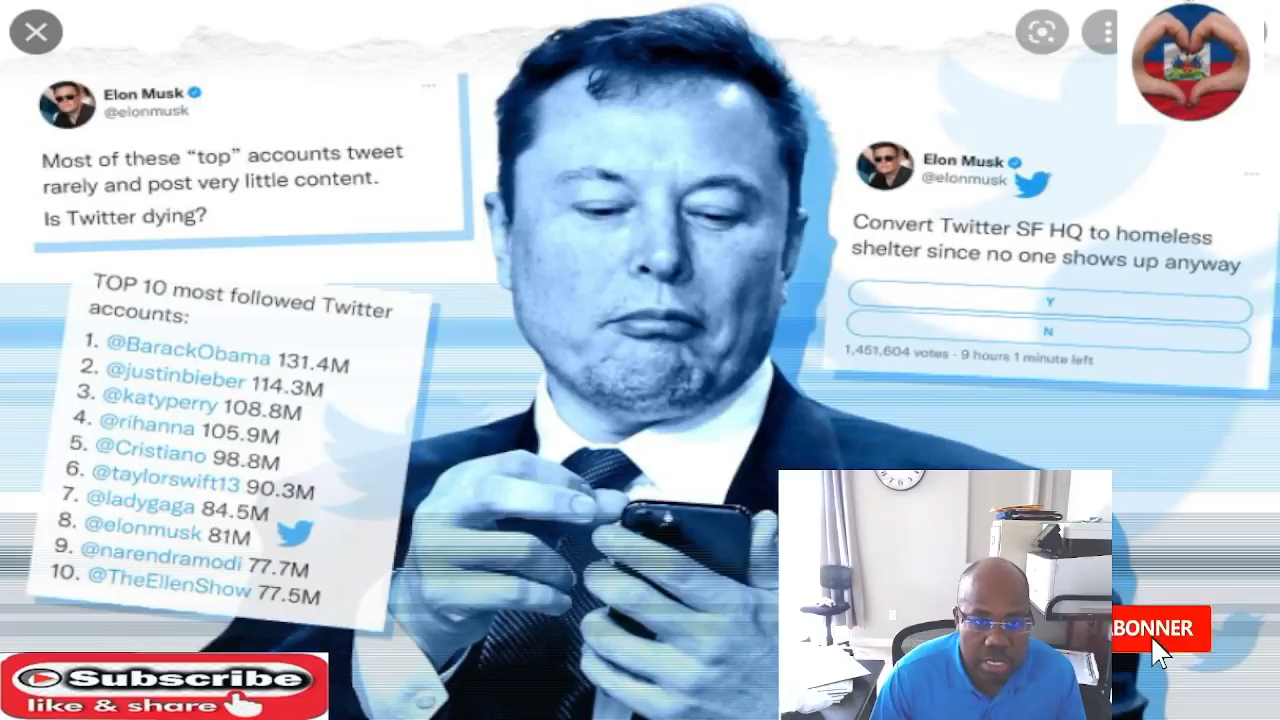 Elon Musk
@elonmusk
Most of these “top” accounts tweet
rarely and post very little content.
Is Twitter dying?
TOP 10 most followed Twitter
accounts:
1. @BarackObama 131.4M
2. @justinbieber 114.3M
3. @katyperry 108.8M
4. @rihanna 105.9M
5. @Cristiano 98.8M
6. @taylorswift13 90.3M
7. @ladygaga 84.5M
8. @elonmusk 81M
9. @narendramodi 77.7M
10. @TheEllenShow 77.5M
Elon Musk
@elonmusk
Convert Twitter SF HQ to homeless
shelter since no one shows up anyway
Y
N
1,451,604 votes · 9 hours 1 minute left
Subscribe
like & share
BONNER